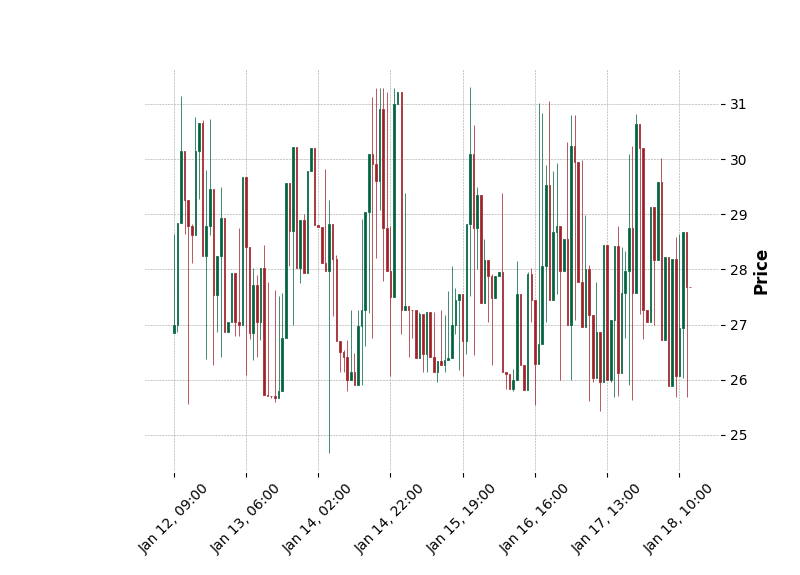 31
30
29
28
27
26
25
Price
Jan 12, 09:00
Jan 13, 06:00
Jan 14, 02:00
Jan 14, 22:00
Jan 15, 19:00
Jan 16, 16:00
Jan 17, 13:00
Jan 18, 10:00